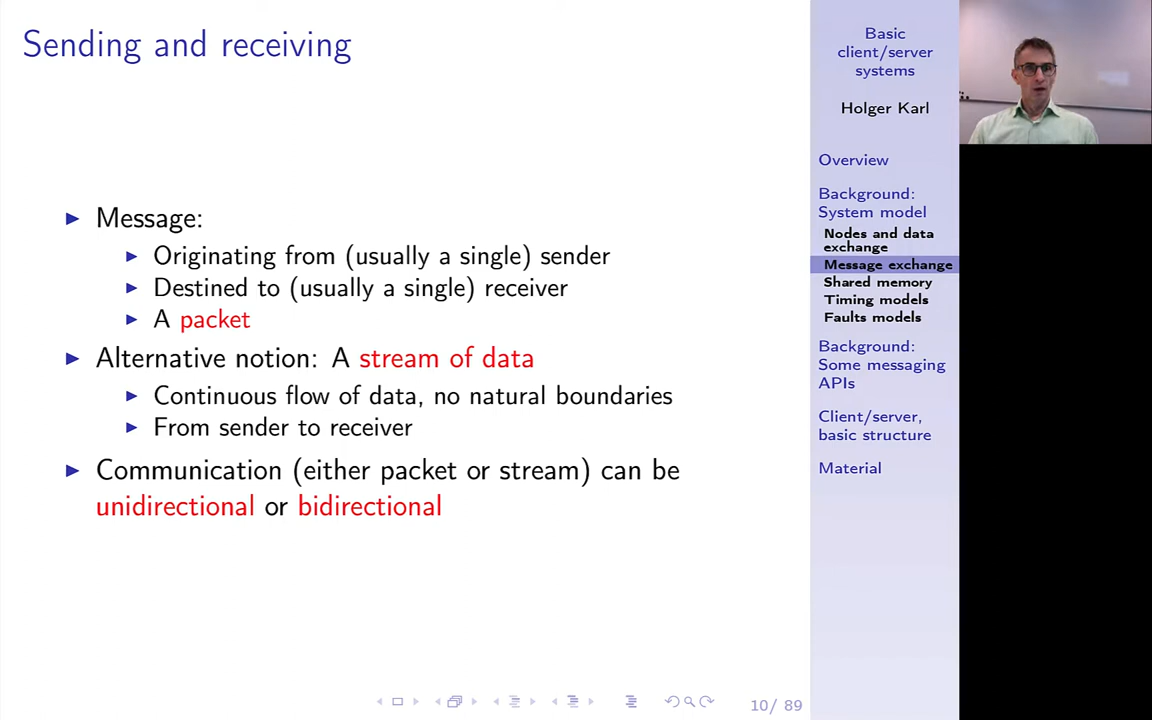 Sending and receiving
Message:
Originating from (usually a single) sender
Destined to (usually a single) receiver
A packet
Alternative notion: A stream of data
Continuous flow of data, no natural boundaries
From sender to receiver
Communication (either packet or stream) can be
unidirectional or bidirectional
10/ 89
Basic
client/server
systems
Holger Karl
Overview
Background:
System model
Nodes and data
exchange
Message exchange
Shared memory
Timing models
Faults models
Background:
Some messaging
APIs
Client/server,
basic structure
Material